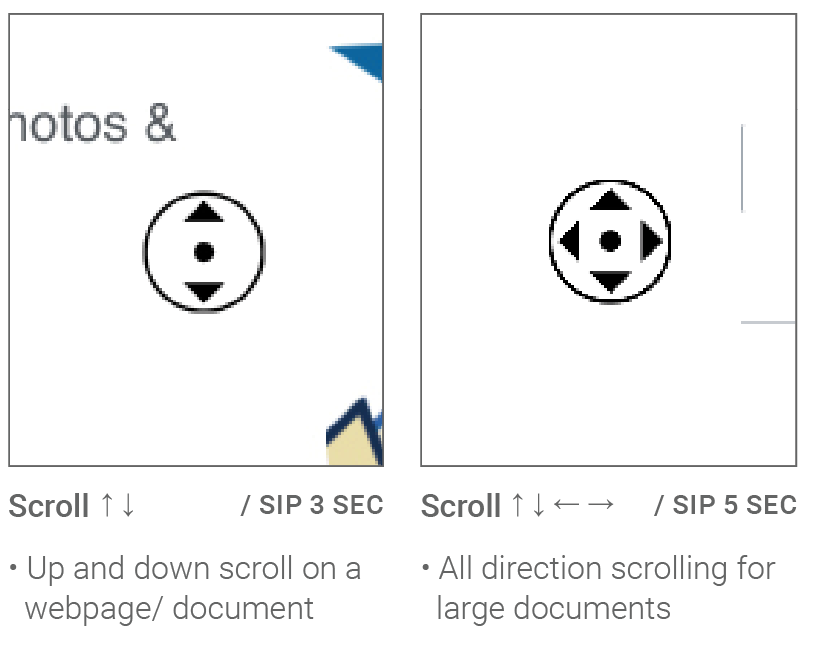 hotos &
Scroll ↑↓ / SIP 3 SEC
• Up and down scroll on a
webpage/ document
Scroll ↑↓←→ / SIP 5 SEC
• All direction scrolling for
large documents